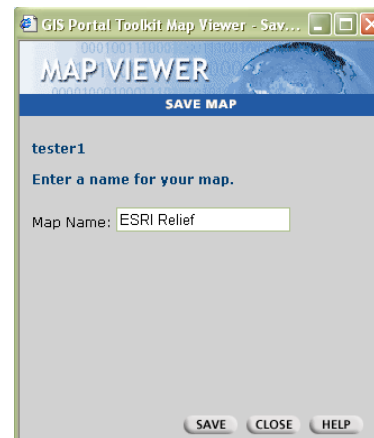 GIS Portal Toolkit Map Viewer - Sav...
MAP VIEWER
SAVE MAP
tester1
Enter a name for your map.
Map Name: ESRI Relief
SAVE CLOSE HELP